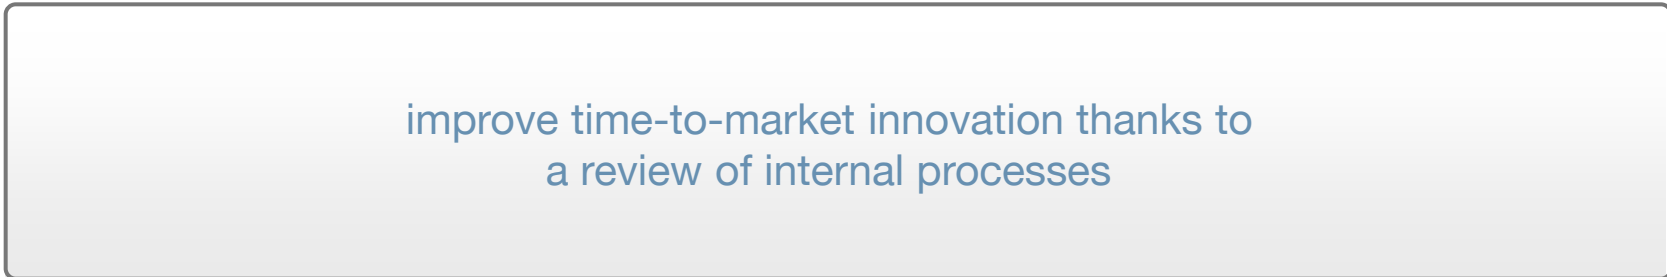 improve time-to-market innovation thanks to
a review of internal processes